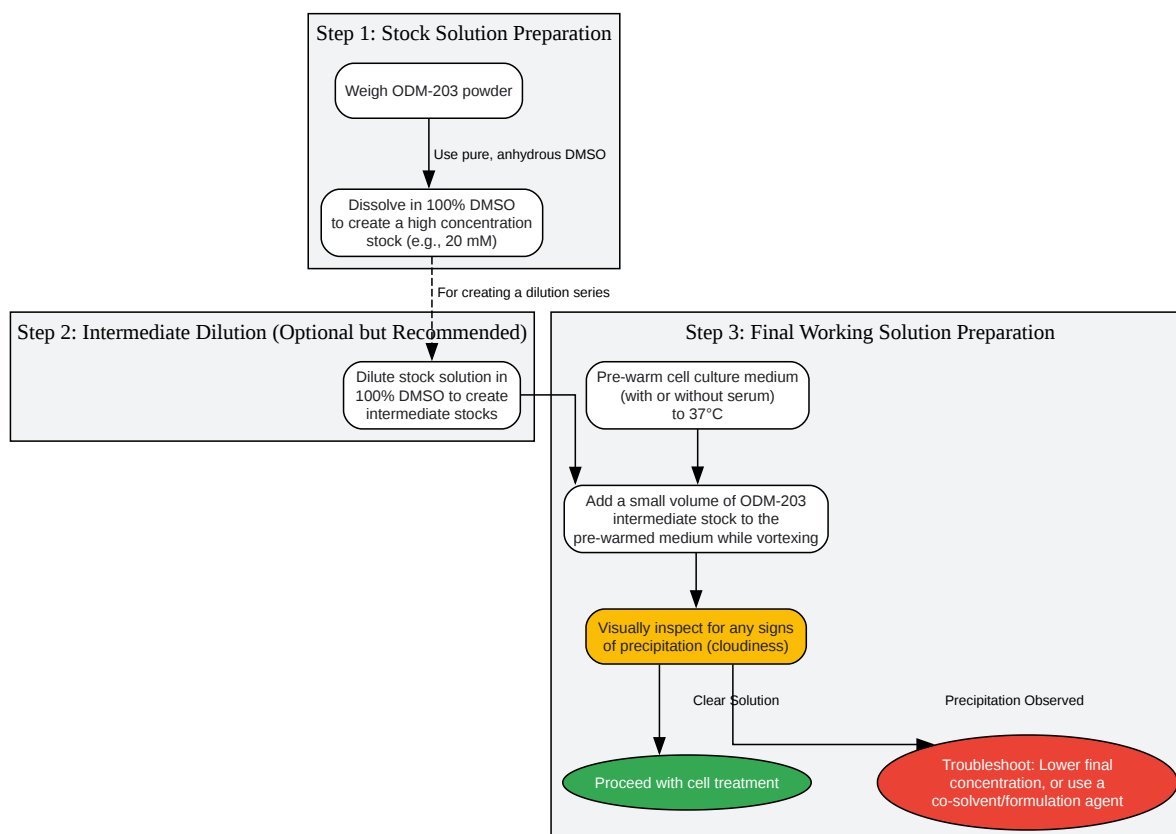 Step 1: Stock Solution Preparation
Weigh ODM-203 powder
Use pure, anhydrous DMSO
Dissolve in 100% DMSO
to create a high concentration
stock (e.g., 20 mM)
For creating a dilution series
Step 2: Intermediate Dilution (Optional but Recommended)
Dilute stock solution in
100% DMSO to create
intermediate stocks
Step 3: Final Working Solution Preparation
Pre-warm cell culture medium
(with or without serum)
to 37°C
Add a small volume of ODM-203
intermediate stock to the
pre-warmed medium while vortexing
Visually inspect for any signs
of precipitation (cloudiness)
Clear Solution
Precipitation Observed
Proceed with cell treatment
Troubleshoot: Lower final
concentration, or use a
co-solvent/formulation agent